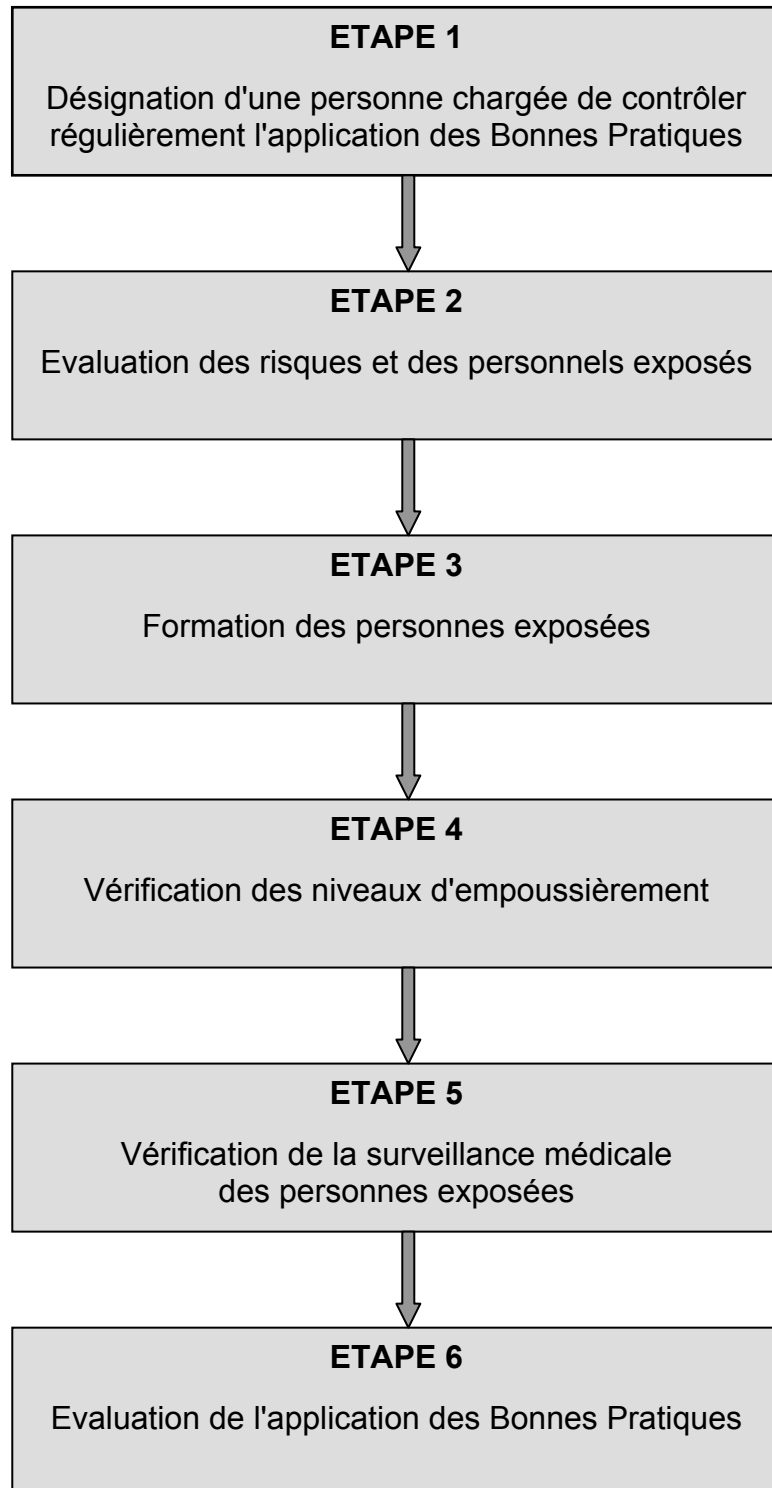 ETAPE 1
Désignation d'une personne chargée de contrôler
régulièrement l'application des Bonnes Pratiques
ETAPE 2
Evaluation des risques et des personnels exposés
ETAPE 3
Formation des personnes exposées
ETAPE 4
Vérification des niveaux d'empoussièrement
ETAPE 5
Vérification de la surveillance médicale
des personnes exposées
ETAPE 6
Evaluation de l'application des Bonnes Pratiques